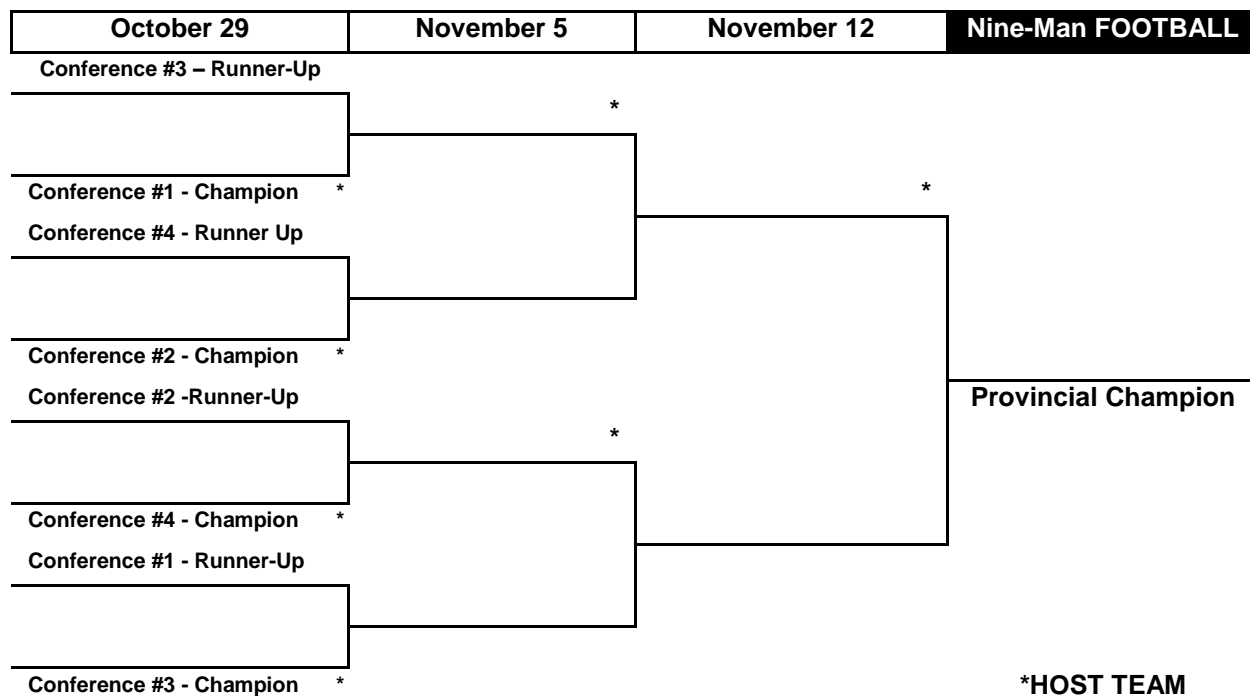 October 29 November 5 November 12 Nine-Man FOOTBALL
Conference #3 – Runner-Up
*
Conference #1 - Champion *
*
Conference #4 - Runner Up
Conference #2 - Champion *
Conference #2 -Runner-Up
Provincial Champion
*
Conference #4 - Champion *
Conference #1 - Runner-Up
Conference #3 - Champion *
*HOST TEAM